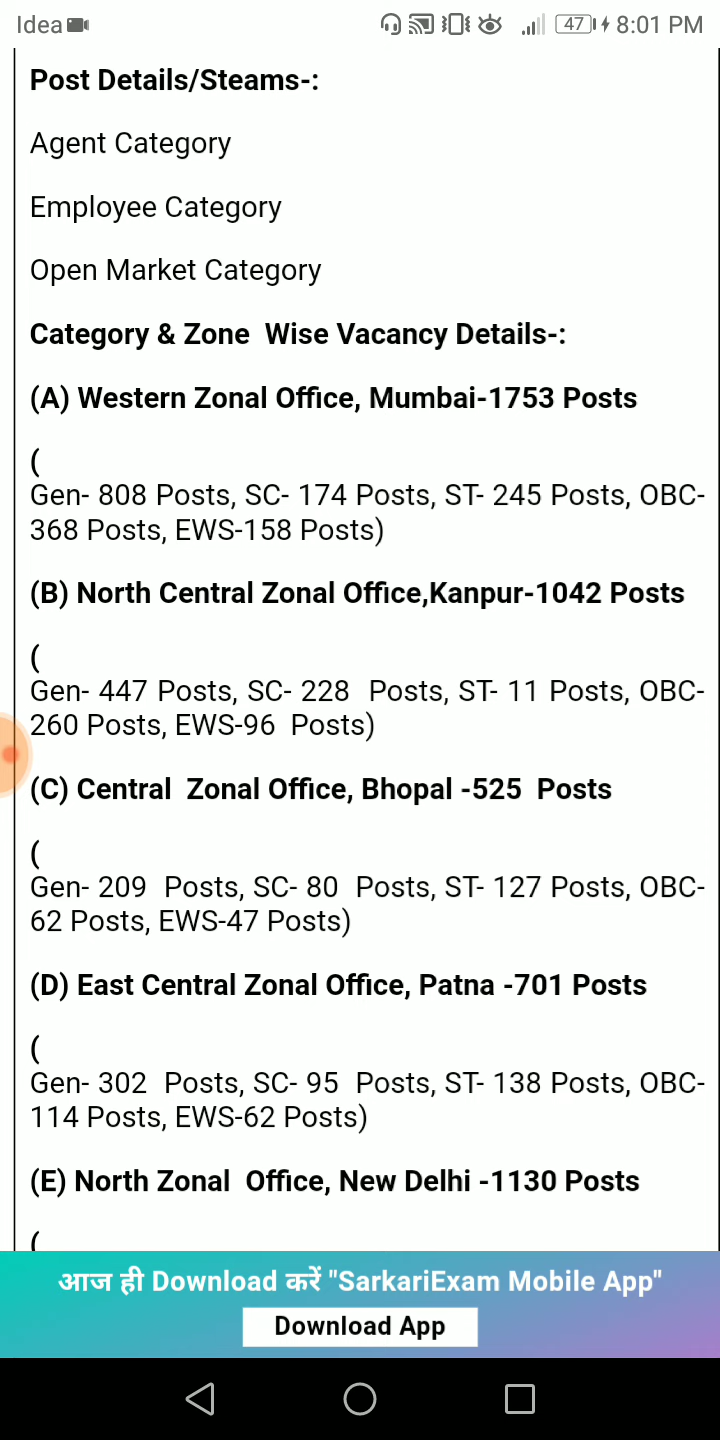 Idea
47
8:01 PM
Post Details/Steams-:
Agent Category
Employee Category
Open Market Category
Category & Zone  Wise Vacancy Details-:
(A) Western Zonal Office, Mumbai-1753 Posts
(
Gen- 808 Posts, SC- 174 Posts, ST- 245 Posts, OBC-
368 Posts, EWS-158 Posts)
(B) North Central Zonal Office,Kanpur-1042 Posts
(
Gen- 447 Posts, SC- 228  Posts, ST- 11 Posts, OBC-
260 Posts, EWS-96  Posts)
(C) Central  Zonal Office, Bhopal -525  Posts
(
Gen- 209  Posts, SC- 80  Posts, ST- 127 Posts, OBC-
62 Posts, EWS-47 Posts)
(D) East Central Zonal Office, Patna -701 Posts
(
Gen- 302  Posts, SC- 95  Posts, ST- 138 Posts, OBC-
114 Posts, EWS-62 Posts)
(E) North Zonal  Office, New Delhi -1130 Posts
(
आज ही Download करें "SarkariExam Mobile App"
Download App